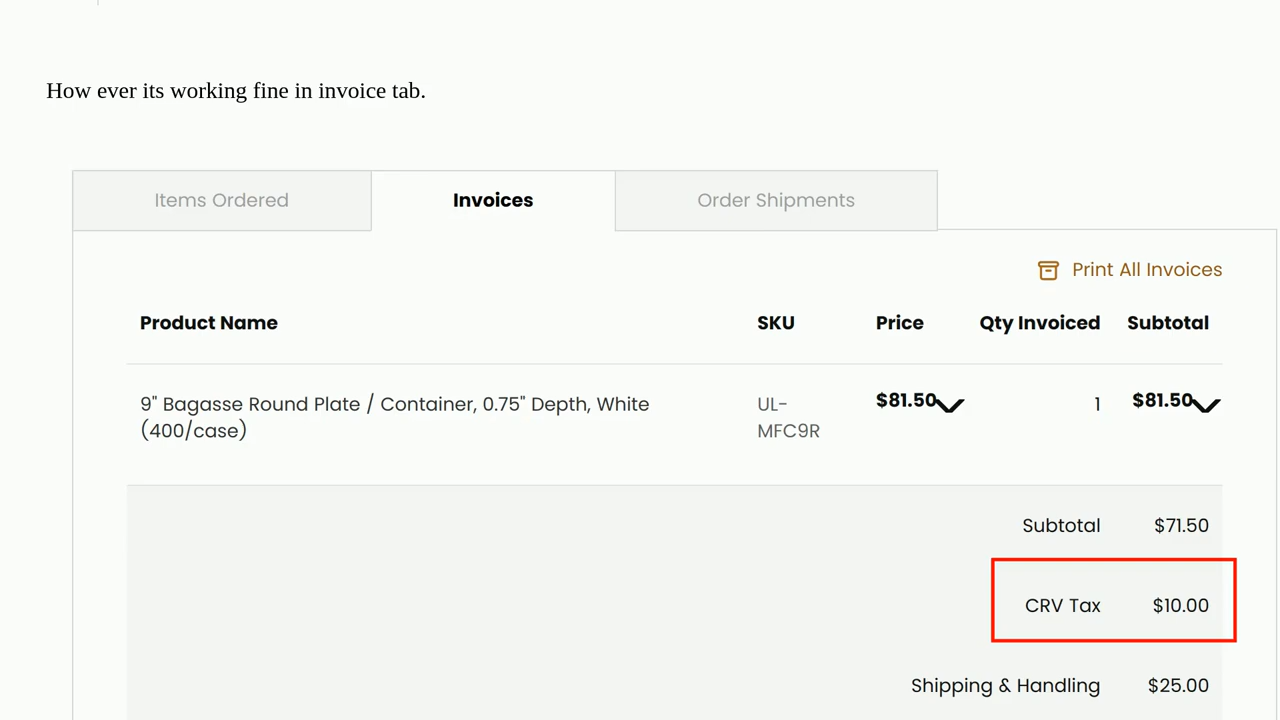 How ever its working fine in invoice tab.
Items Ordered Invoices Order Shipments
Print All Invoices
Product Name SKU Price Qty Invoiced Subtotal
9" Bagasse Round Plate / Container, 0.75" Depth, White UL- $81.50 1 $81.50
(400/case) MFC9R
Subtotal $71.50
CRV Tax $10.00
Shipping & Handling $25.00